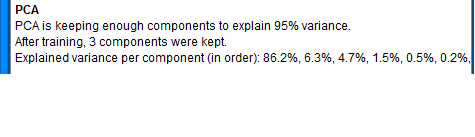 PCA
PCA is keeping enough components to explain 95% variance.
After training, 3 components were kept.
Explained variance per component (in order): 86.2%, 6.3%, 4.7%, 1.5%, 0.5%, 0.2%,